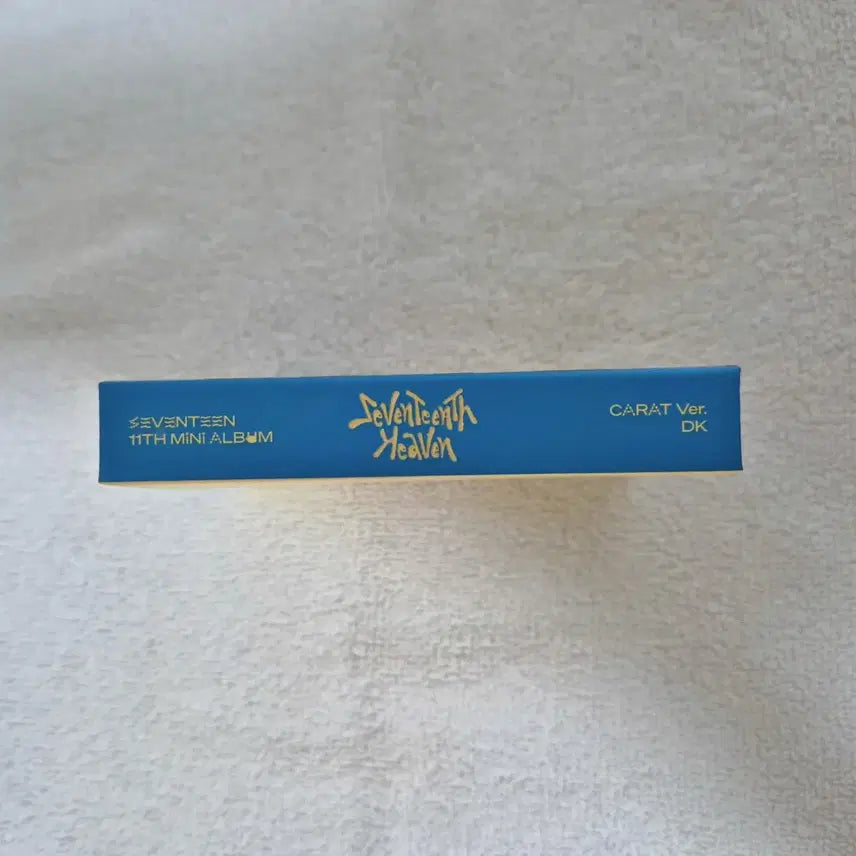 SEVENTEEN
11TH MiNi ALBUM
SeVenTeenTh
HeaVen
CARAT Ver.
DK